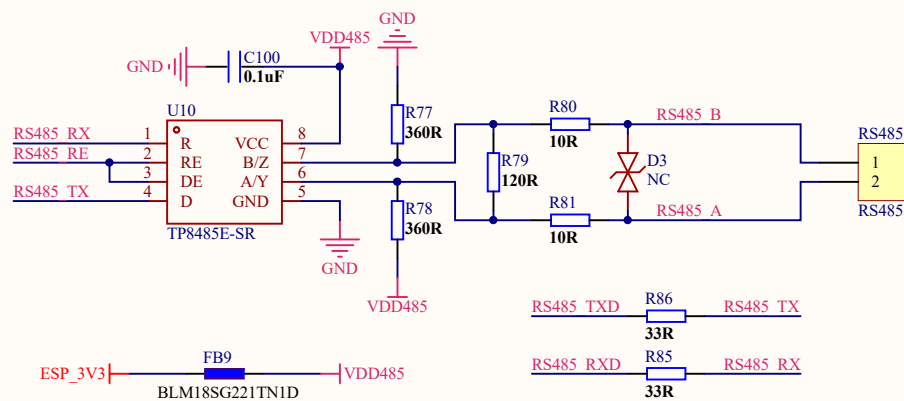 GND
VDD485
C100
GND
0.1uF
U10
R77
360R
R80
10R
RS485_B
RS485_RX
1
R
VCC
8
RS485_RE
2
RE
B/Z
7
3
DE
A/Y
6
RS485_TX
4
D
GND
5
TP8485E-SR
R79
120R
D3
NC
RS485
1
2
RS485
R78
360R
R81
10R
RS485_A
GND
VDD485
RS485_TXD
R86
33R
RS485_TX
ESP_3V3
FB9
BLM18SG221TN1D
VDD485
RS485_RXD
R85
33R
RS485_RX